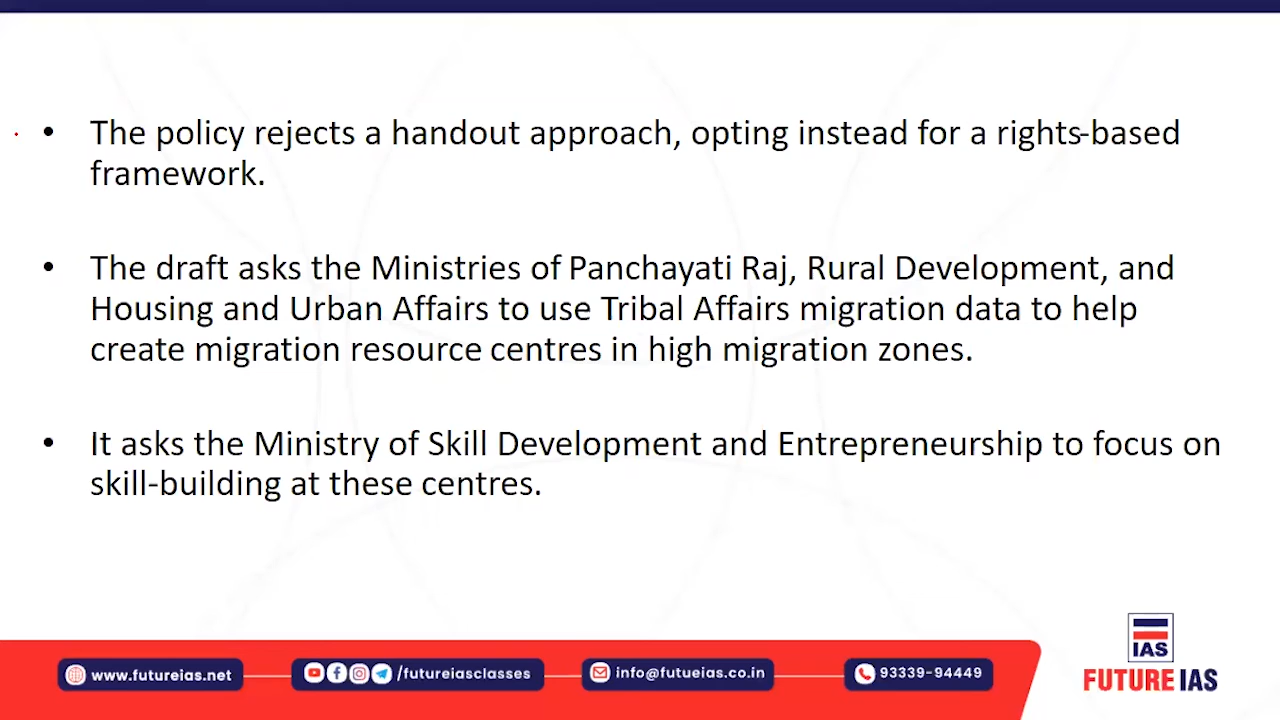 • The policy rejects a handout approach, opting instead for a rights-based
framework.
• The draft asks the Ministries of Panchayati Raj, Rural Development, and
Housing and Urban Affairs to use Tribal Affairs migration data to help
create migration resource centres in high migration zones.
• It asks the Ministry of Skill Development and Entrepreneurship to focus on
skill-building at these centres.
IAS
FUTURE IAS
www.futureias.net
/futureiasclasses
info@futueias.co.in
93339-94449